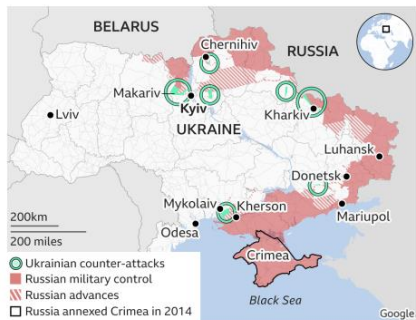 BELARUS
RUSSIA
Chernihiv
Makariv
Kyiv
Lviv
UKRAINE
Kharkiv
Luhansk
Donetsk
Mykolaiv
Kherson
Mariupol
Odesa
200km
200 miles
Crimea
Black Sea
Ukrainian counter-attacks
Russian military control
Russian advances
Russia annexed Crimea in 2014
Google